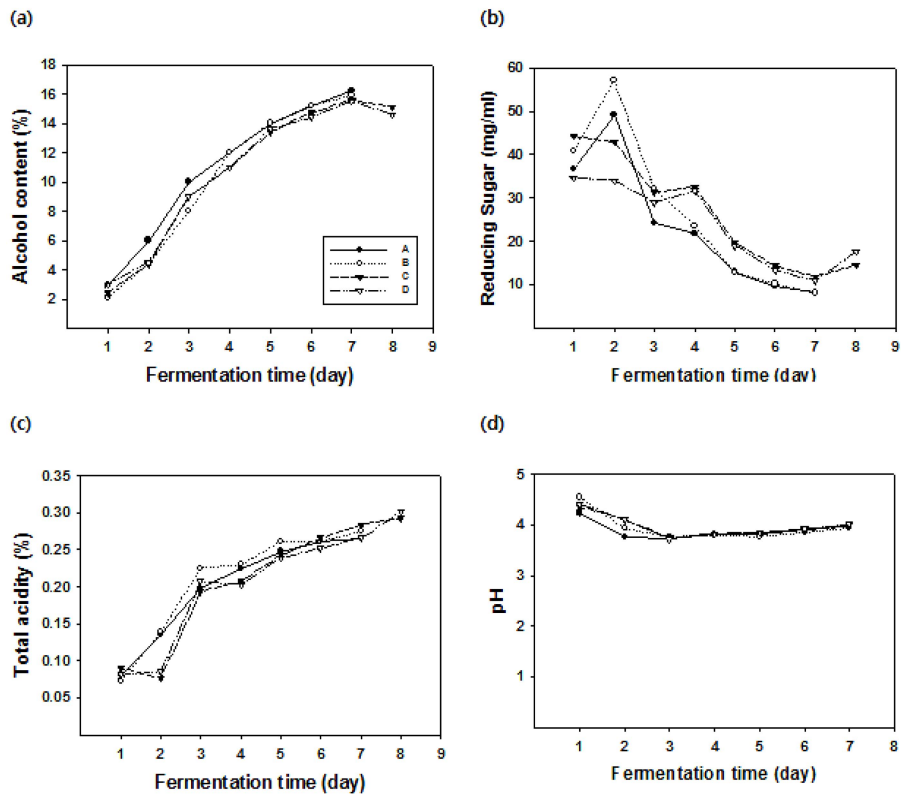 (a)
18
16
14
12
10
8
6
4
2
Alcohol content (%)
A
B
C
D
1 2 3 4 5 6 7 8 9
Fermentation time (day)
(b)
60
50
40
30
20
10
Reducing Sugar (mg/ml)
1 2 3 4 5 6 7 8 9
Fermentation time (day)
(c)
0.35
0.30
0.25
0.20
0.15
0.10
0.05
Total acidity (%)
1 2 3 4 5 6 7 8 9
Fermentation time (day)
(d)
5
4
3
2
1
pH
1 2 3 4 5 6 7 8
Fermentation time (day)